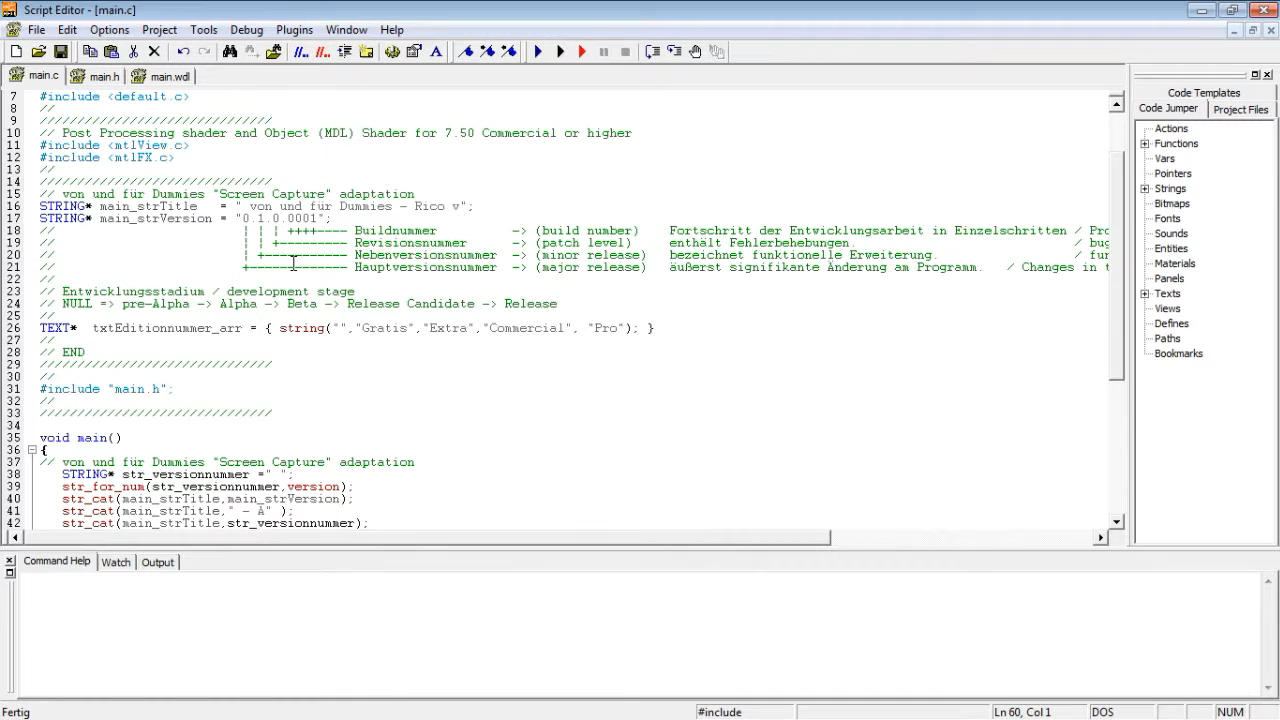 Script Editor - [main.c]
File Edit Options Project Tools Debug Plugins Window Help
main.c main.h main.wdl
Code Templates
Code Jumper Project Files
7 #include <default.c>
8 //
9 ///////////////////////////////
10 // Post Processing shader and Object (MDL) Shader for 7.50 Commercial or higher
11 #include <mtlView.c>
12 #include <mtlFX.c>
13 //
14 ///////////////////////////////
15 // von und für Dummies "Screen Capture" adaptation
16 STRING* main_strTitle = " von und für Dummies - Rico v";
17 STRING* main_strVersion = "0.1.0.0001";
18 // | | | ++++---- Buildnummer -> (build number) Fortschritt der Entwicklungsarbeit in Einzelschritten / Pro
19 // | | +--------- Revisionsnummer -> (patch level) enthält Fehlerbehebungen. / bug
20 // | +----------- Nebenversionsnummer -> (minor release) bezeichnet funktionelle Erweiterung. / fun
21 // +------------- Hauptversionsnummer -> (major release) äußerst signifikante Änderung am Programm. / Changes in t
22 //
23 // Entwicklungsstadium / development stage
24 // NULL => pre-Alpha -> Alpha -> Beta -> Release Candidate -> Release
25 //
26 TEXT* txtEditionnummer_arr = { string("","Gratis","Extra","Commercial", "Pro"); }
27 //
28 // END
29 ///////////////////////////////
30 //
31 #include "main.h";
32 //
33 ///////////////////////////////
34
35 void main()
36 {
37 // von und für Dummies "Screen Capture" adaptation
38 STRING* str_versionnummer =" ";
39 str_for_num(str_versionnummer,version);
40 str_cat(main_strTitle,main_strVersion);
41 str_cat(main_strTitle," - A" );
42 str_cat(main_strTitle,str_versionnummer);
Actions
Functions
Vars
Pointers
Strings
Bitmaps
Fonts
Sounds
Entities
Materials
Panels
Texts
Views
Defines
Paths
Bookmarks
Command Help Watch Output
Fertig #include Ln 60, Col 1 DOS NUM